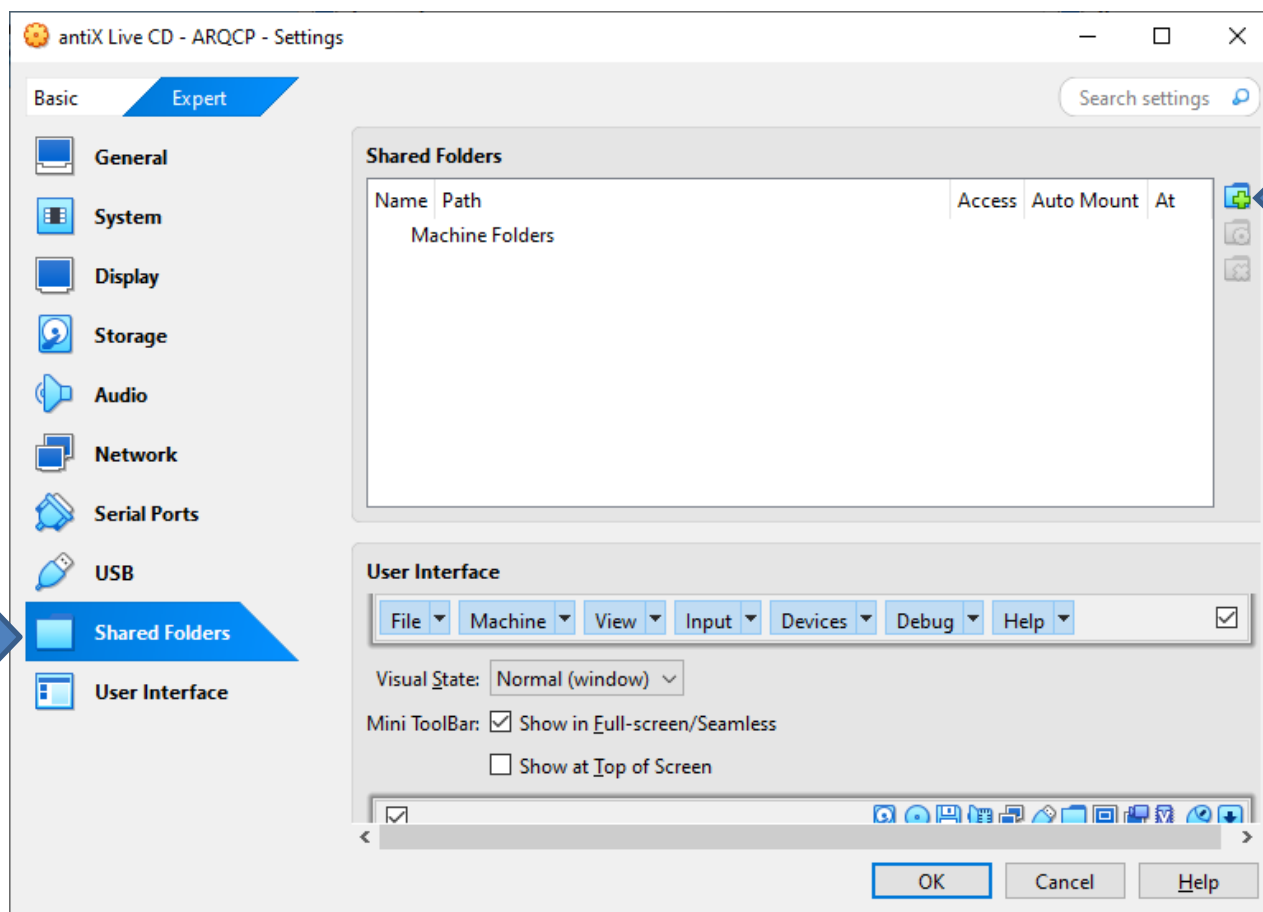 antiX Live CD - ARQCP - Settings
Basic Expert Search settings
General
System
Display
Storage
Audio
Network
Serial Ports
USB
Shared Folders
User Interface
Shared Folders
Name Path Access Auto Mount At
Machine Folders
User Interface
File Machine View Input Devices Debug Help
Visual State: Normal (window)
Mini ToolBar: Show in Full-screen/Seamless
Show at Top of Screen
OK Cancel Help